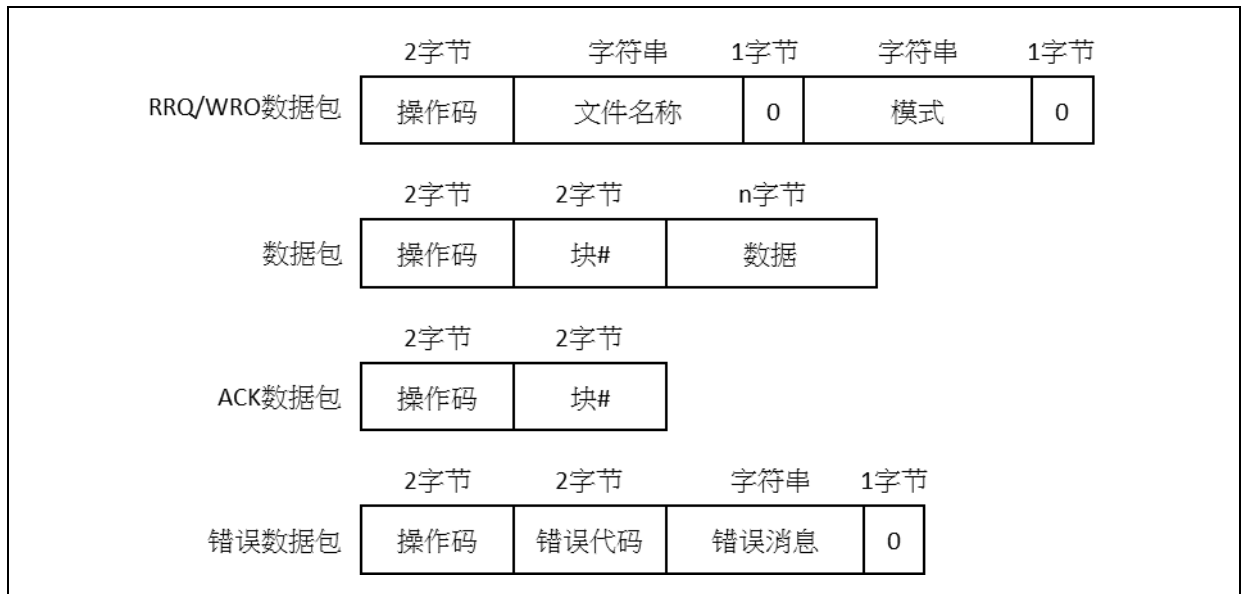 2字节 字符串 1字节 字符串 1字节
RRQ/WRO数据包 操作码 文件名称 0 模式 0
2字节 2字节 n字节
数据包 操作码 块# 数据
2字节 2字节
ACK数据包 操作码 块#
2字节 2字节 字符串 1字节
错误数据包 操作码 错误代码 错误消息 0